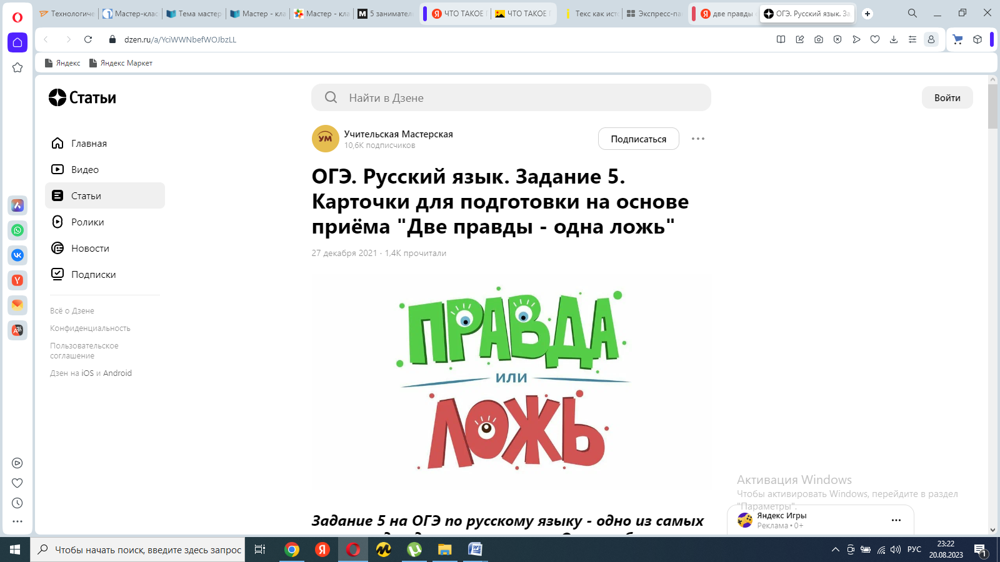 Технологиче
Мастер-клас
Тема мастер
Мастер - кла
Мастер - кла
5 занимател
ЧТО ТАКОЕ Г
ЧТО ТАКОЕ Г
Текс как исто
Экспресс-па
две правды
ОГЭ. Русский язык. За
dzen.ru/a/YciWWNbefWOJbzLL
Яндекс
Яндекс Маркет
Статьи
Найти в Дзене
Войти
Главная
Видео
Статьи
Ролики
Новости
Подписки
Всё о Дзене
Конфиденциальность
Пользовательское
соглашение
Дзен на iOS и Android
УМ
Учительская Мастерская
10,6K подписчиков
Подписаться
ОГЭ. Русский язык. Задание 5.
Карточки для подготовки на основе
приёма "Две правды - одна ложь"
27 декабря 2021 · 1,4K прочитали
ПРАВДА
ИЛИ
ЛОЖЬ
Задание 5 на ОГЭ по русскому языку - одно из самых
Активация Windows
Чтобы активировать Windows, перейдите в раздел
"Параметры".
Яндекс Игры
Реклама • 0+
Чтобы начать поиск, введите здесь запрос
РУС
23:22
20.08.2023
1